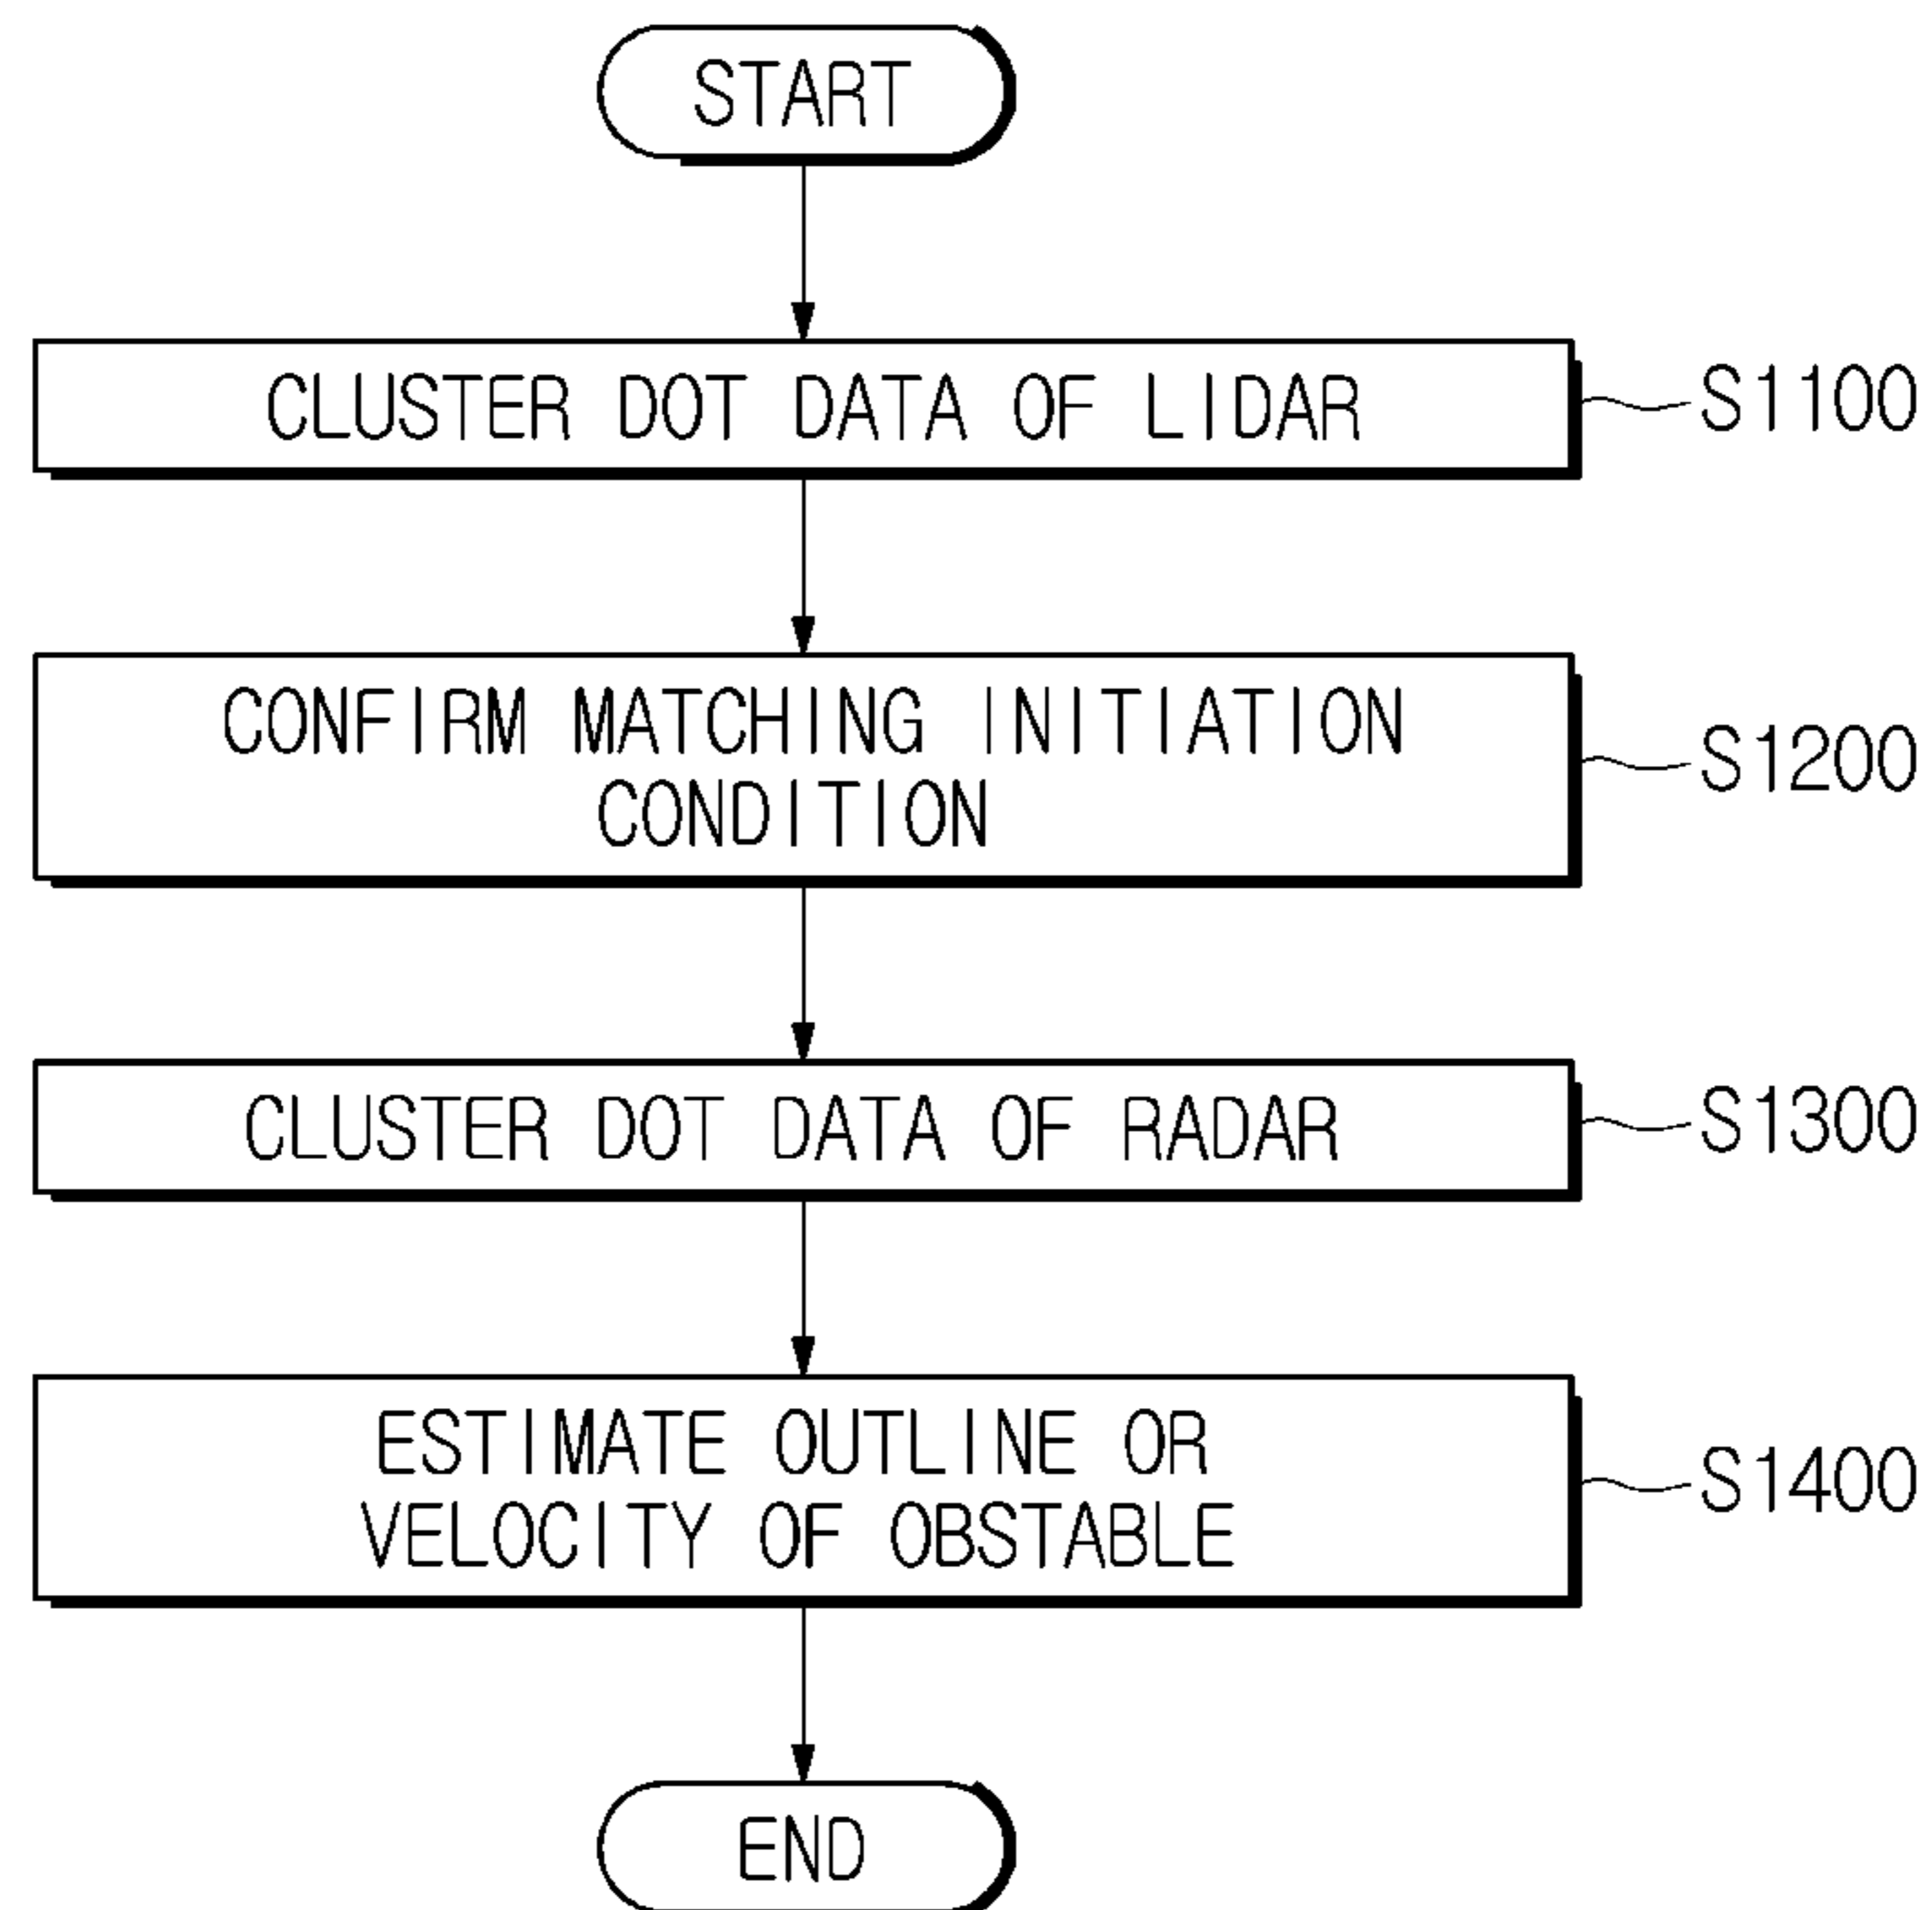 START
CLUSTER DOT DATA OF LIDAR
S1100
CONFIRM MATCHING INITIATION
CONDITION
S1200
CLUSTER DOT DATA OF RADAR
S1300
ESTIMATE OUTLINE OR
VELOCITY OF OBSTABLE
S1400
END